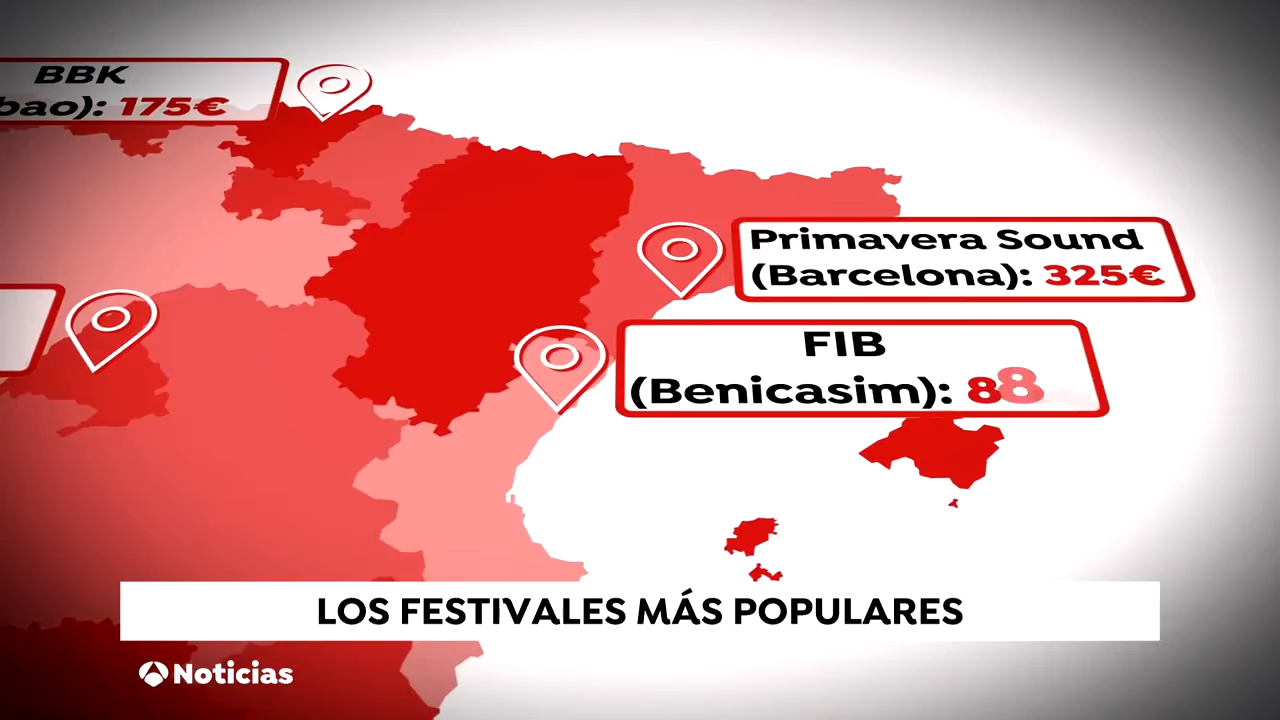 BBK
bao): 175€
Primavera Sound
(Barcelona): 325€
FIB
(Benicasim): 88
LOS FESTIVALES MÁS POPULARES
Noticias